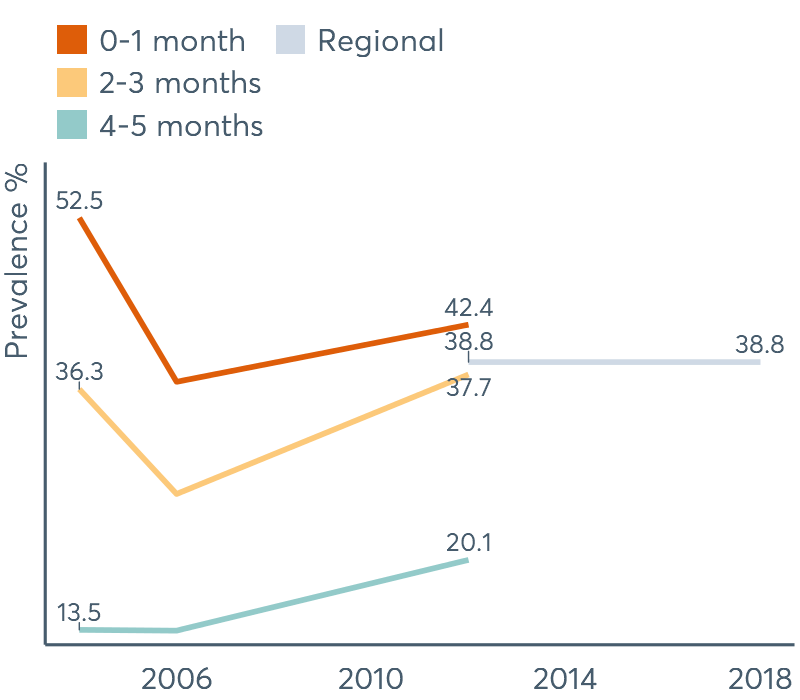 0-1 month
Regional
2-3 months
4-5 months
Prevalence %
52.5
42.4
38.8
38.8
36.3
37.7
20.1
13.5
2006
2010
2014
2018